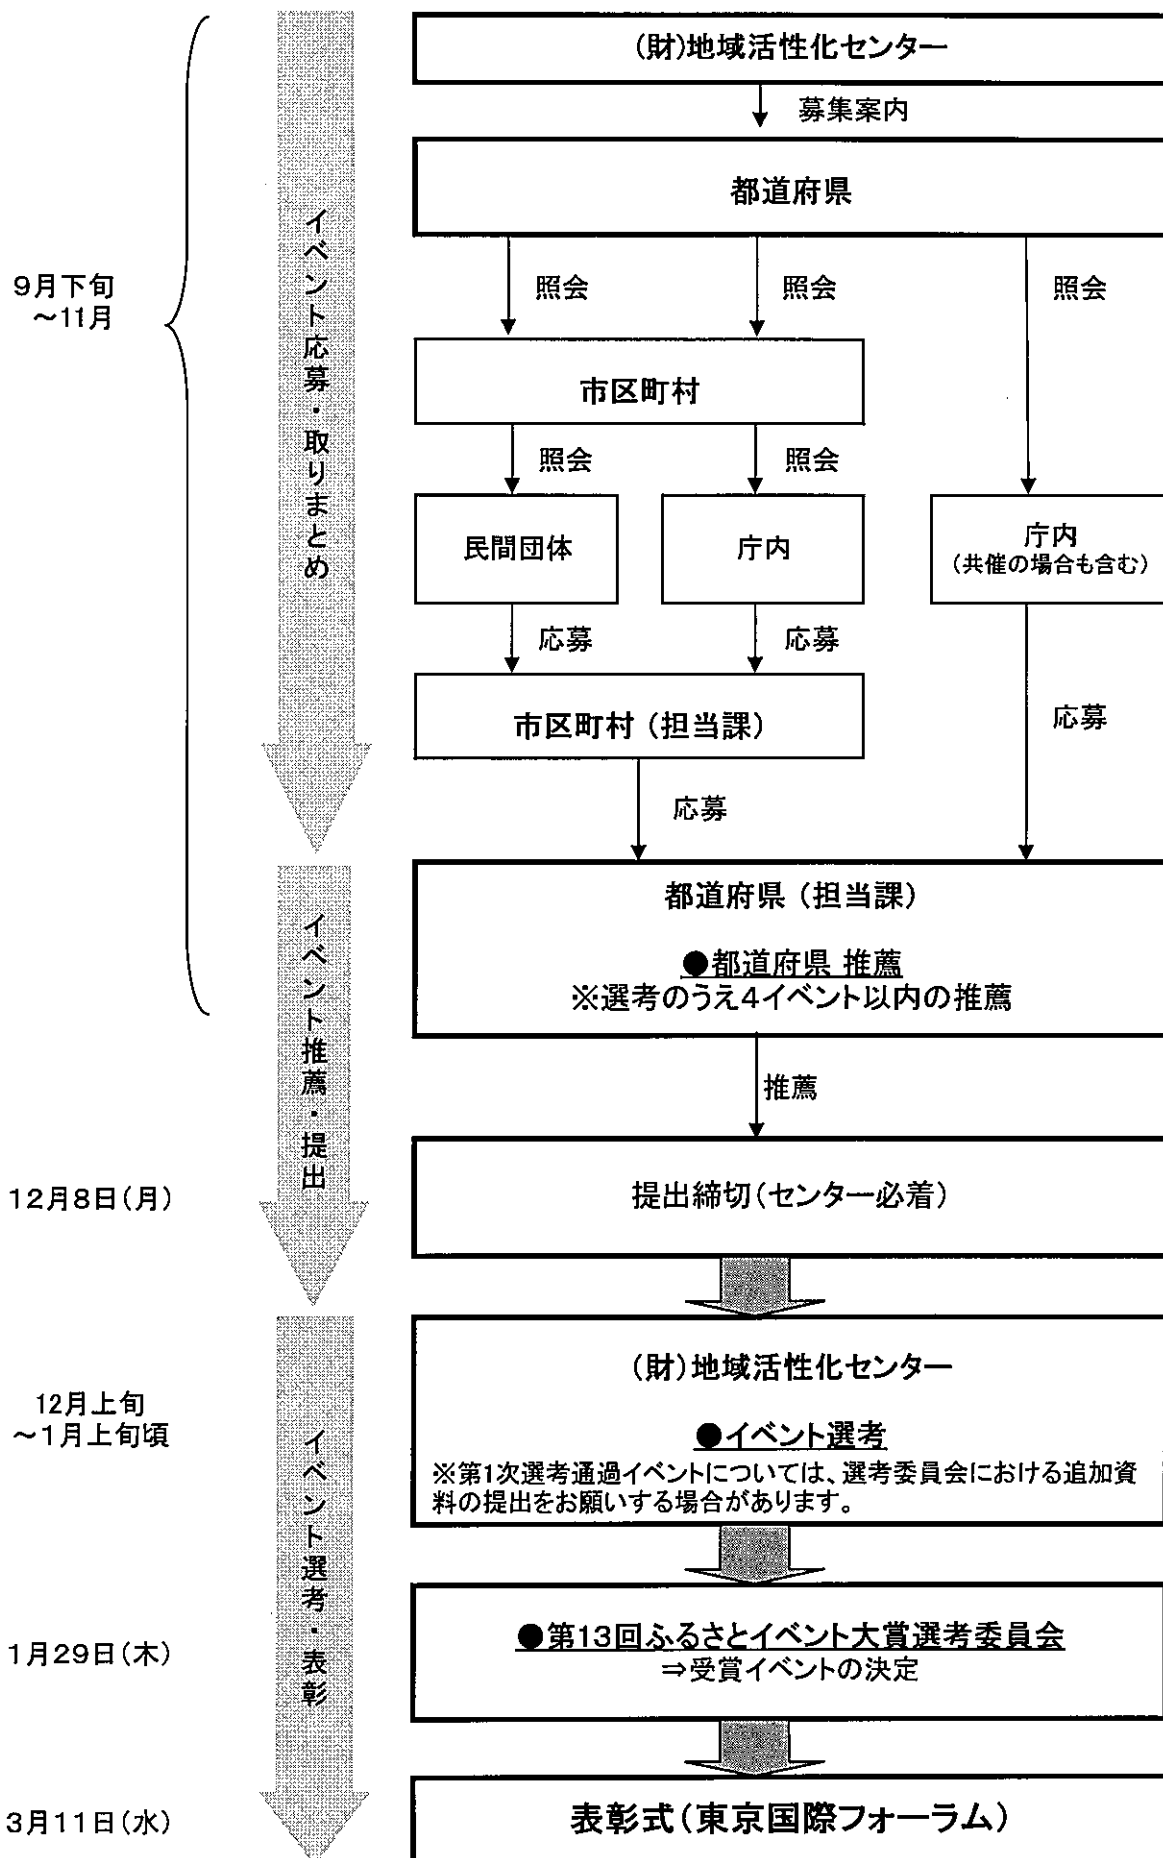 (財)地域活性化センター
募集案内
都道府県
9月下旬
～11月
イベント応募・取りまとめ
照会
照会
照会
市区町村
照会
照会
民間団体
庁内
庁内
(共催の場合も含む)
応募
応募
応募
市区町村（担当課）
応募
都道府県（担当課）
●都道府県 推薦
※選考のうえ4イベント以内の推薦
イベント推薦・提出
推薦
12月8日(月)
提出締切(センター必着)
(財)地域活性化センター
12月上旬
～1月上旬頃
●イベント選考
※第1次選考通過イベントについては、選考委員会における追加資
料の提出をお願いする場合があります。
イベント選考・表彰
1月29日(木)
●第13回ふるさとイベント大賞選考委員会
⇒受賞イベントの決定
3月11日(水)
表彰式(東京国際フォーラム)